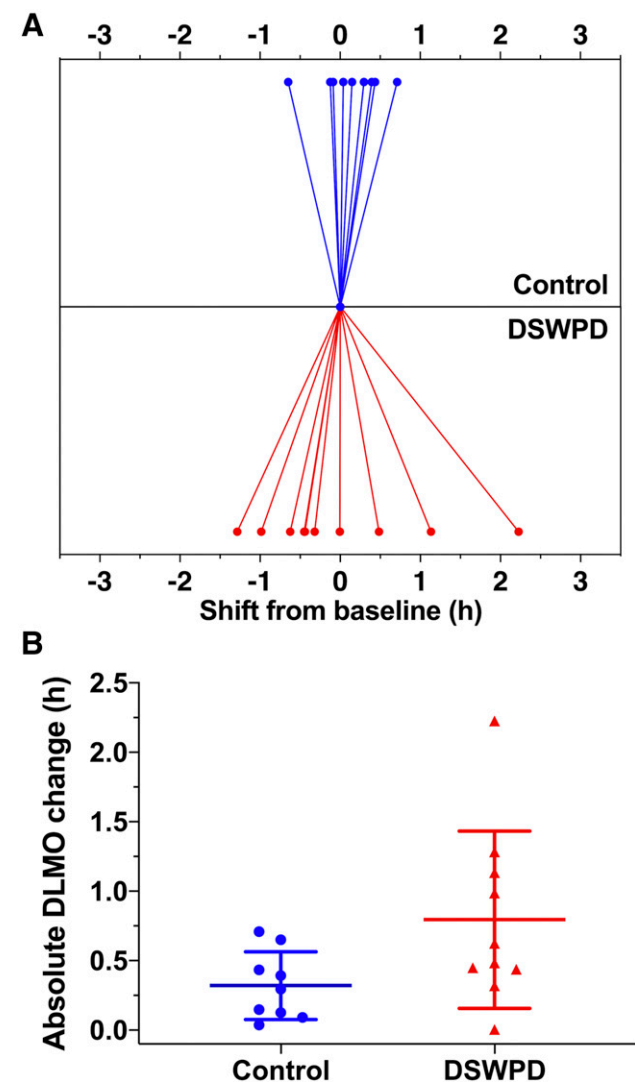 A
-3 -2 -1 0 1 2 3
Control
DSWPD
-3 -2 -1 0 1 2 3
Shift from baseline (h)
B
Absolute DLMO change (h)
2.5
2.0
1.5
1.0
0.5
0.0
Control DSWPD